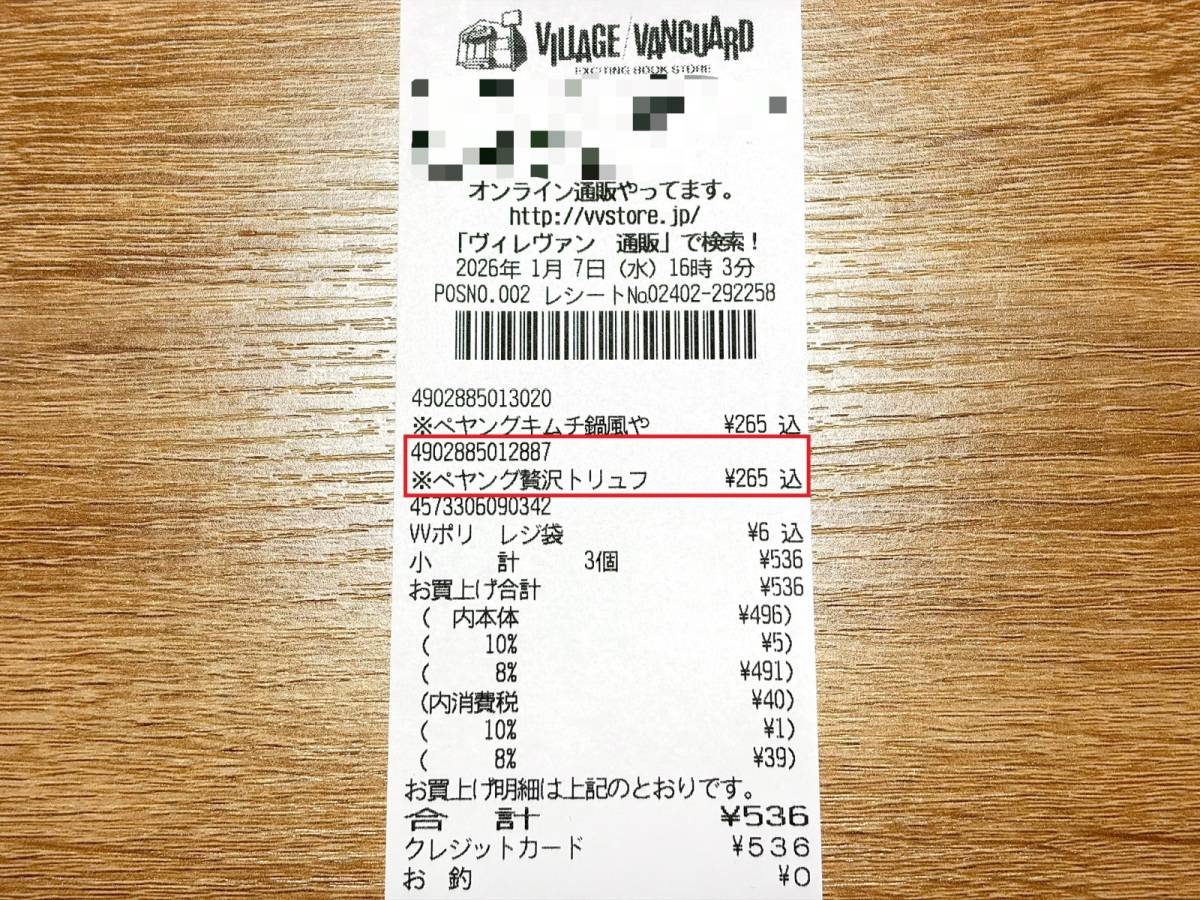 VILLAGE/VANGUARD
EXCITING BOOK STORE
オンライン通販やってます。
http://vvstore.jp/
「ヴィレヴァン 通販」で検索!
2026年 1月 7日（水）16時 3分
POSNO.002 レシート№02402-292258
4902885013020
※ペヤングキムチ鍋風や ¥265 込
4902885012887
※ペヤング贅沢トリュフ ¥265 込
4573306090342
VVポリ レジ袋 ¥6 込
小 計 3個 ¥536
お買上げ合計 ¥536
( 内本体 ¥496)
( 10% ¥5)
( 8% ¥491)
(内消費税 ¥40)
( 10% ¥1)
( 8% ¥39)
お買上げ明細は上記のとおりです。
合 計 ¥536
クレジットカード ¥536
お 釣 ¥0